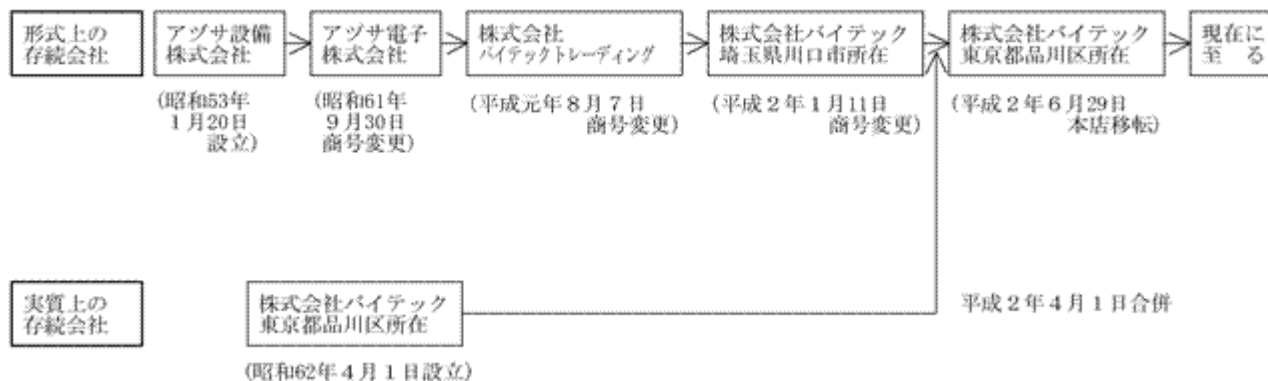 形式上の
存続会社
アヅサ設備
株式会社
アヅサ電子
株式会社
株式会社
バイテックトレーディング
株式会社バイテック
埼玉県川口市所在
株式会社バイテック
東京都品川区所在
現在に
至る
(昭和53年
1月20日
設立)
(昭和61年
9月30日
商号変更)
(平成元年8月7日
商号変更)
(平成2年1月11日
商号変更)
(平成2年6月29日
本店移転)
実質上の
存続会社
株式会社バイテック
東京都品川区所在
平成2年4月1日合併
(昭和62年4月1日設立)